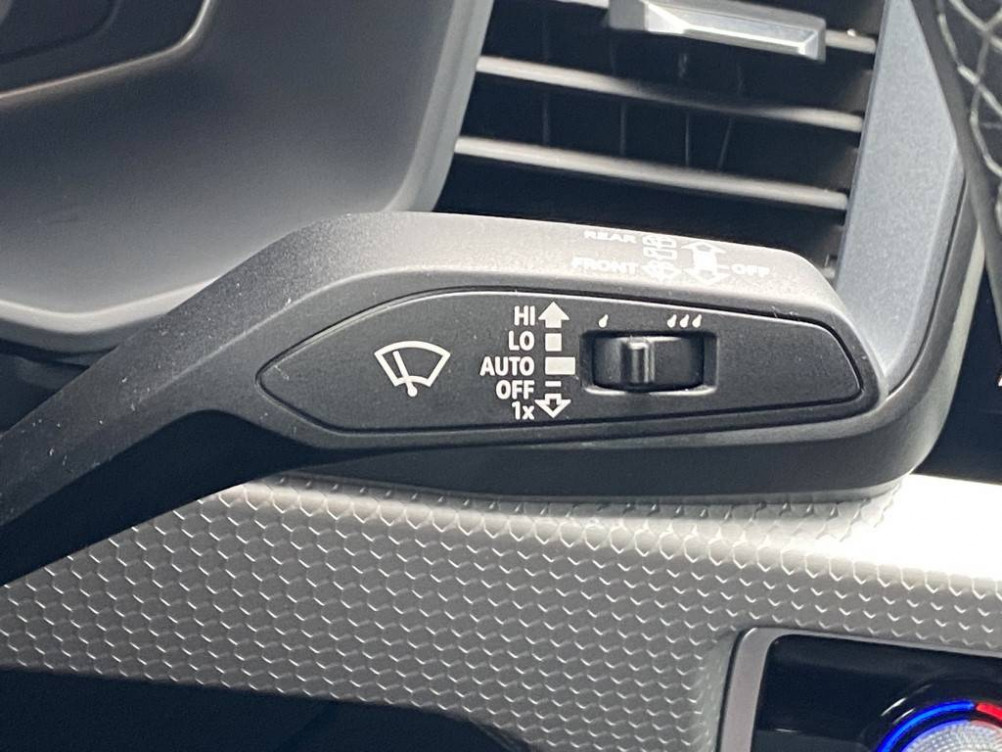 REAR
FRONT OFF
HI
LO
AUTO
OFF
1x